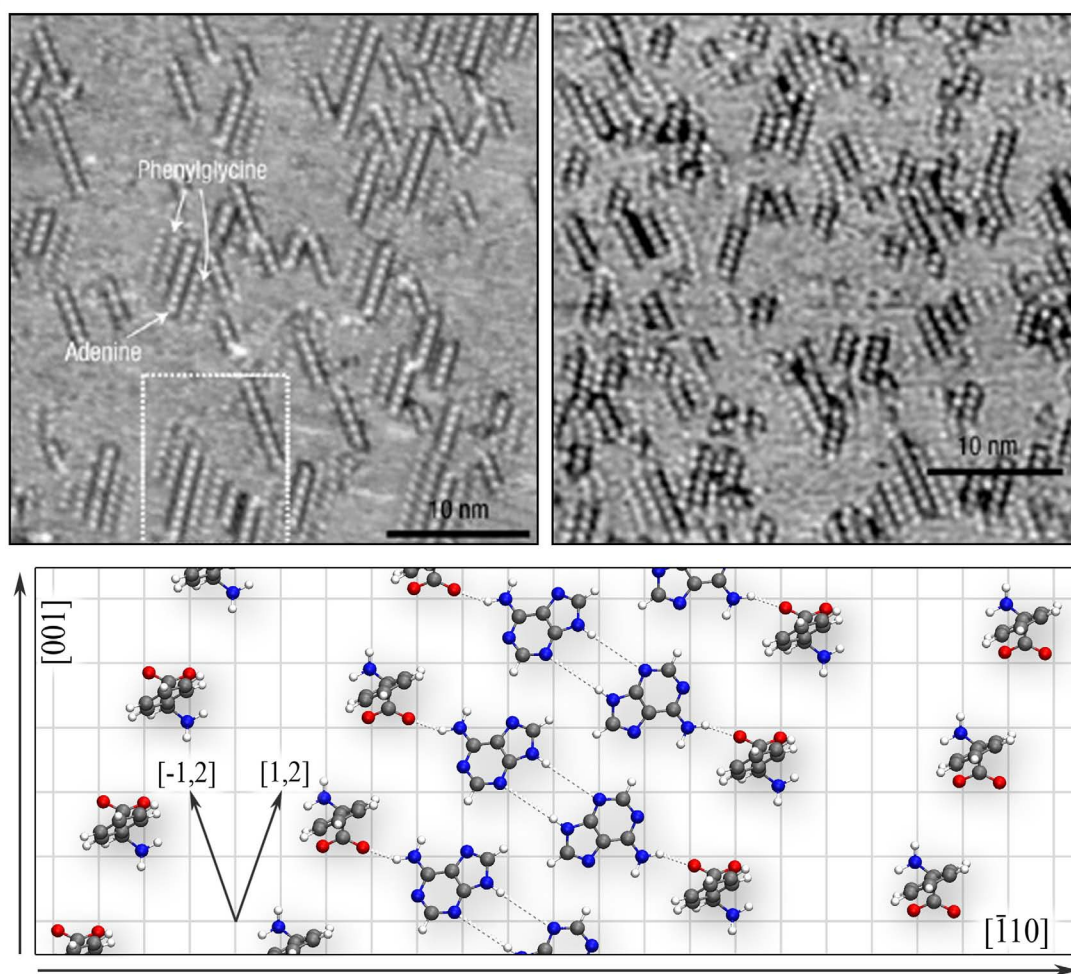 Phenylglycine
Adenine
10 nm
10 nm
[001]
[-1,2]
[1,2]
[1̄10]